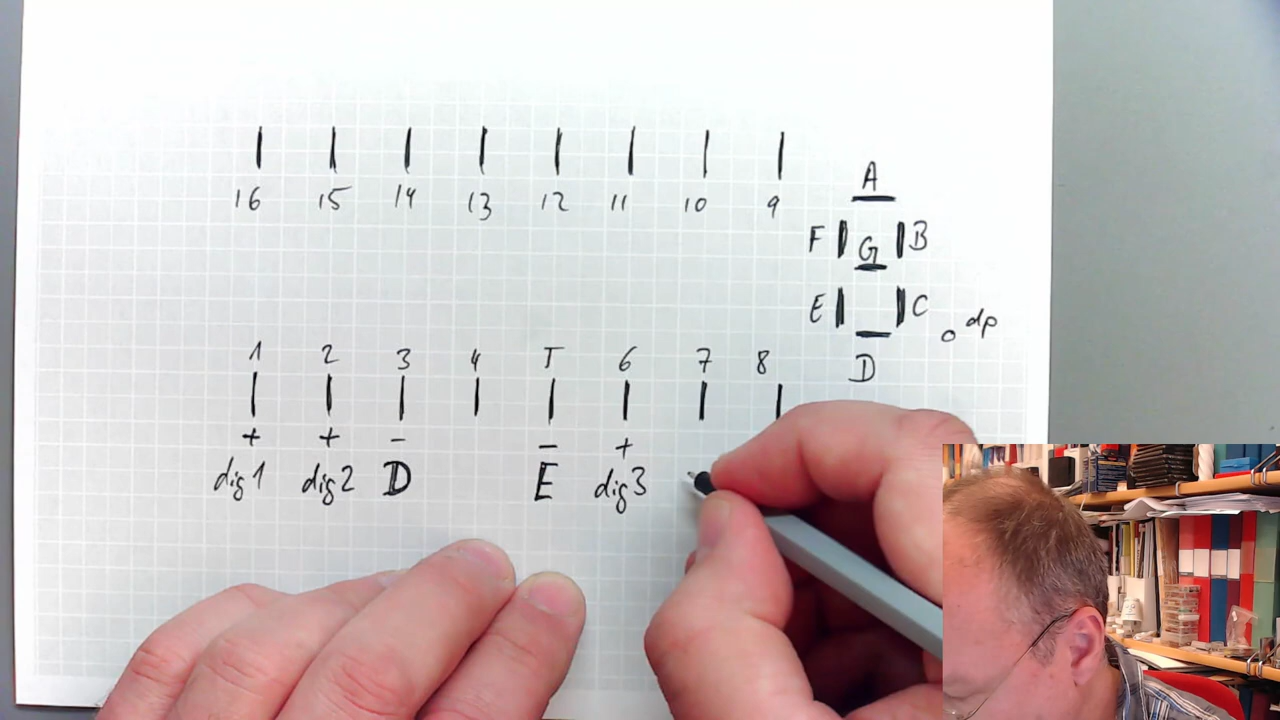 A
16 15 14 13 12 11 10 9
F G B
E C dp
1 2 3 4 5 6 7 8 D
+ + - - +
dig1 dig2 D E dig3